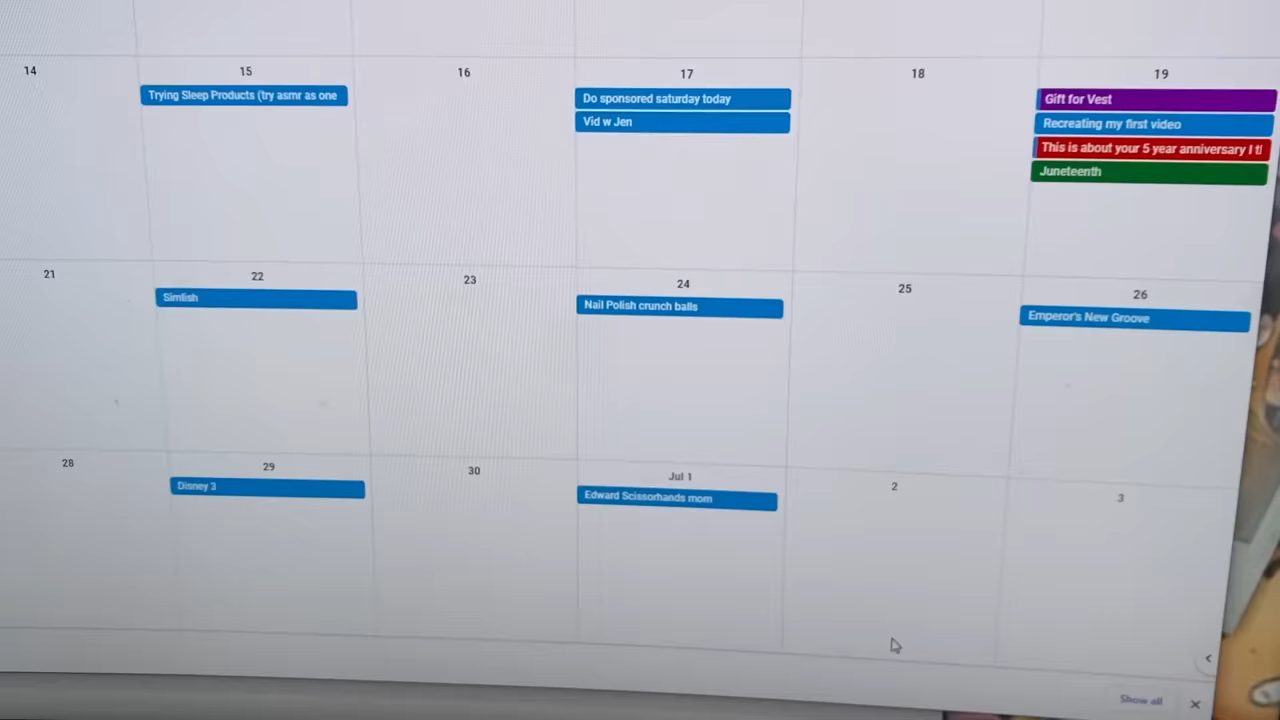 14
15
16
17
18
19
Trying Sleep Products (try asmr as one
Do sponsored saturday today
Vid w Jen
Gift for Vest
Recreating my first video
This is about your 5 year anniversary I t
Juneteenth
21
22
23
24
25
26
Simlish
Nail Polish crunch balls
Emperor's New Groove
28
29
30
Jul 1
2
3
Disney 3
Edward Scissorhands mom
Show all